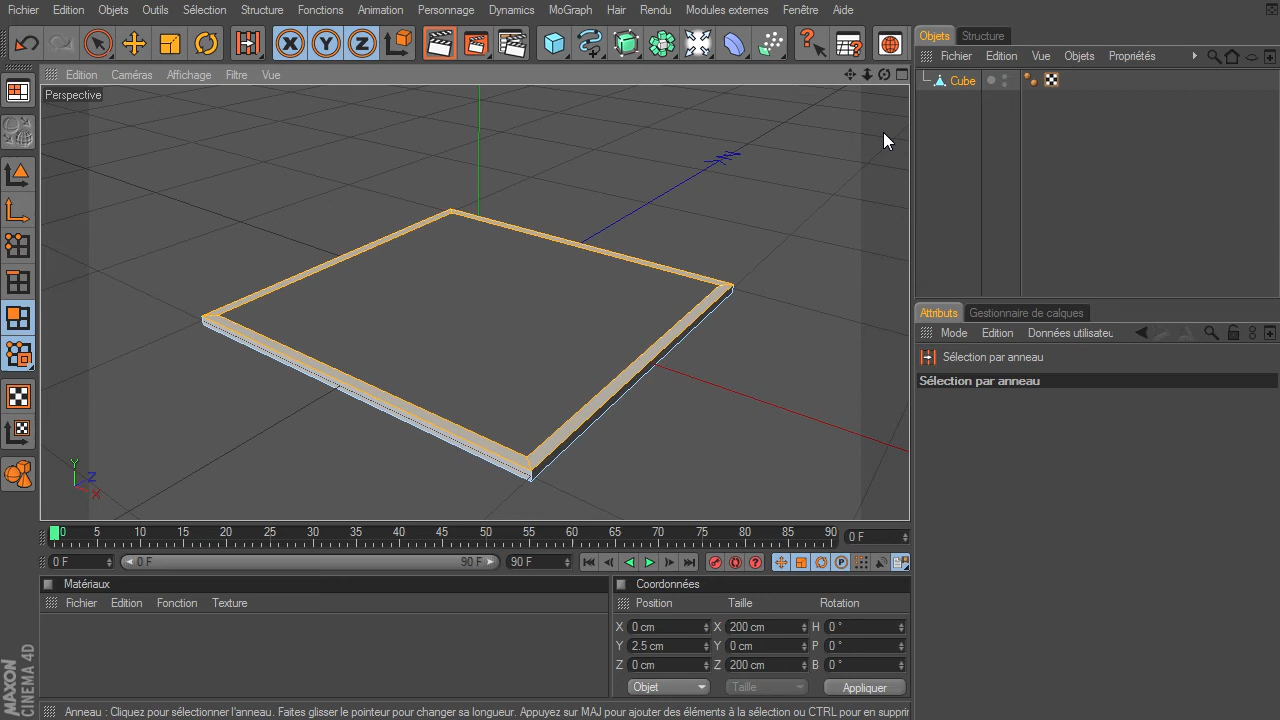 Fichier Edition Objets Outils Sélection Structure Fonctions Animation Personnage Dynamics MoGraph Hair Rendu Modules externes Fenêtre Aide
X Y Z
Edition Caméras Affichage Filtre Vue
Perspective
Y
Z
X
Objets Structure
Fichier Edition Vue Objets Propriétés
Cube
Attributs Gestionnaire de calques
Mode Edition Données utilisateu
Sélection par anneau
Sélection par anneau
0 5 10 15 20 25 30 35 40 45 50 55 60 65 70 75 80 85 90 0 F
0 F 0 F 90 F 90 F
Matériaux
Fichier Edition Fonction Texture
Coordonnées
Position Taille Rotation
X 0 cm X 200 cm H 0 °
Y 2.5 cm Y 0 cm P 0 °
Z 0 cm Z 200 cm B 0 °
Objet Taille Appliquer
MAXON
CINEMA 4D
Anneau : Cliquez pour sélectionner l'anneau. Faites glisser le pointeur pour changer sa longueur. Appuyez sur MAJ pour ajouter des éléments à la sélection ou CTRL pour en supprir